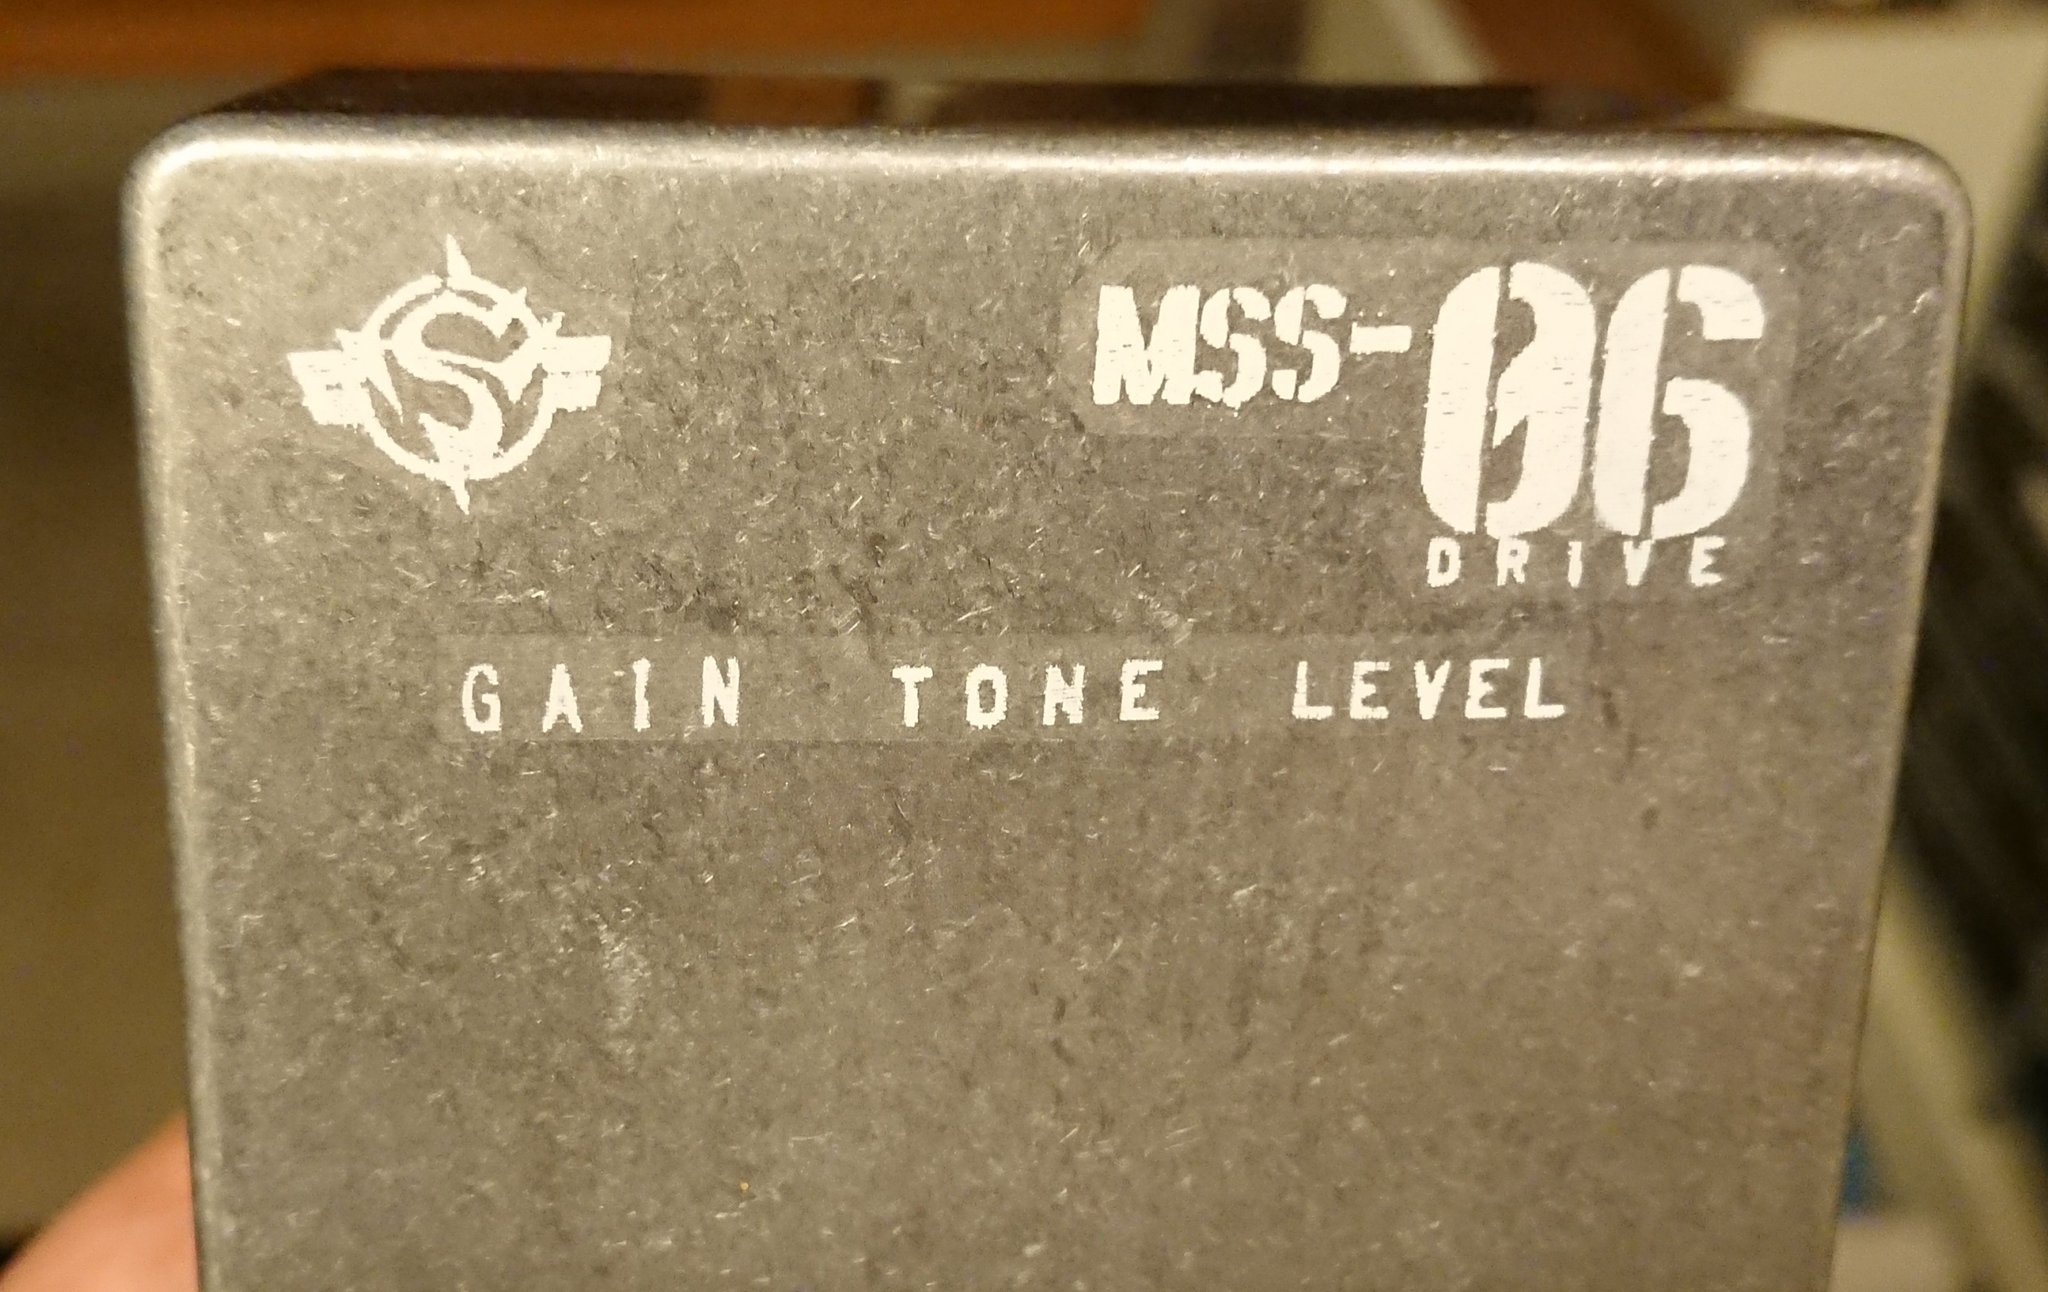 S
MSS-06
DRIVE
GAIN TONE LEVEL